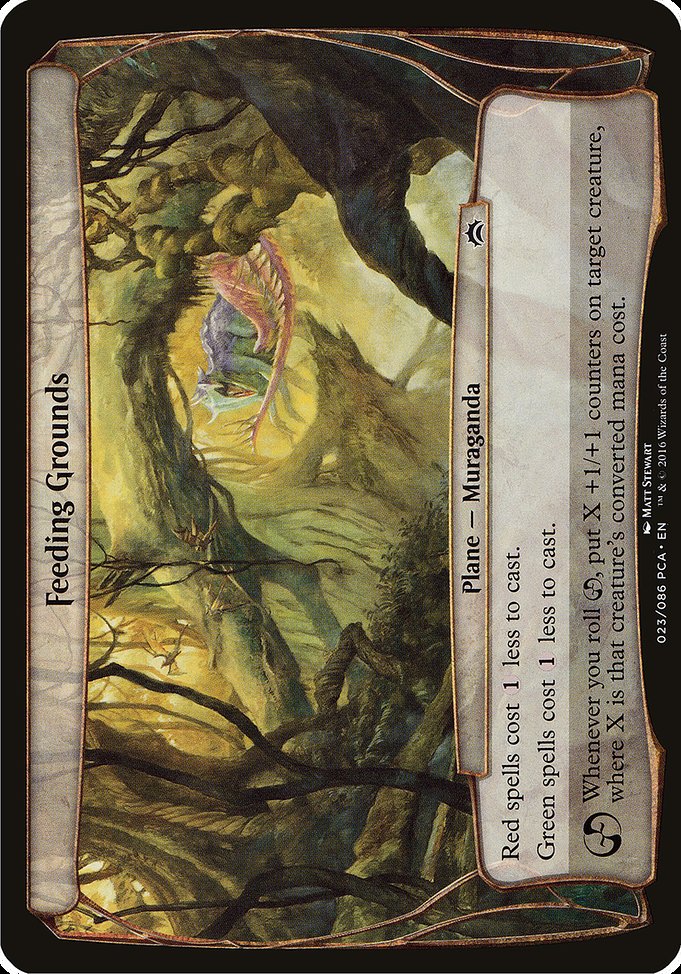 Feeding Grounds
Plane — Muraganda
Red spells cost 1 less to cast.
Green spells cost 1 less to cast.
Whenever you roll , put X +1/+1 counters on target creature,
where X is that creature's converted mana cost.
MATT STEWART
023/086 PCA • EN ™ & © 2016 Wizards of the Coast